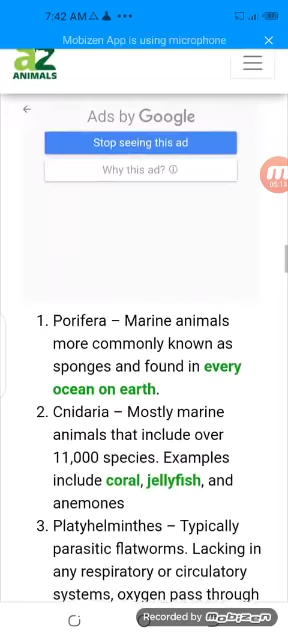 7:42 AM
Mobizen App is using microphone
az
ANIMALS
Ads by Google
Stop seeing this ad
Why this ad?
05:14
1. Porifera – Marine animals
more commonly known as
sponges and found in every
ocean on earth.
2. Cnidaria – Mostly marine
animals that include over
11,000 species. Examples
include coral, jellyfish, and
anemones
3. Platyhelminthes – Typically
parasitic flatworms. Lacking in
any respiratory or circulatory
systems, oxygen pass through
Recorded by Mobizen